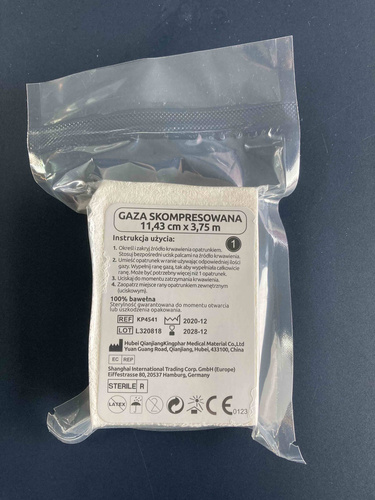 GAZA SKOMPRESOWANA
11,43 cm x 3,75 m
Instrukcja użycia:
1
1. Określ i zakryj źródło krwawienia opatrunkiem.
Stosuj bezpośredni ucisk palcami na źródło krwawienia.
2. Umieść opatrunek w ranie używając odpowiedniej ilości
gazy. Wypełnij ranę gazą, tak aby wypełniała całkowicie
ranę. Może być potrzebny więcej niż 1 opatrunek.
3. Uciskaj do momentu zatrzymania krwawienia.
4. Zaopatrz miejsce rany opatrunkiem zewnętrznym
(uciskowym).
100% bawełna
Sterylność gwarantowana do momentu otwarcia
lub uszkodzenia opakowania.
REF KP4541 2020-12
LOT L320818 2028-12
Hubei QianjiangKingphar Medical Material Co.,Ltd
Yuan Guang Road, Qianjiang, Hubei, 433100, China
EC REP
Shanghai International Trading Corp. GmbH (Europe)
Eiffestrasse 80, 20537 Hamburg, Germany
STERILE R
LATEX 2 CE 0123